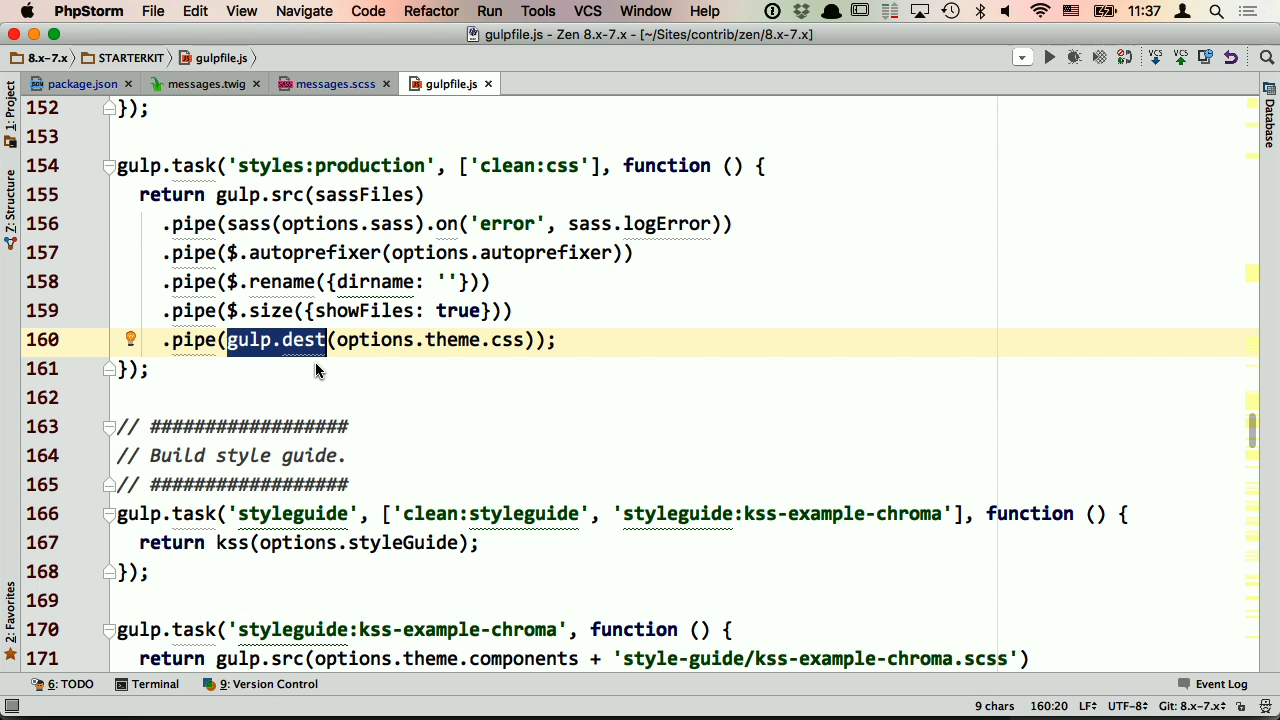 PhpStorm File Edit View Navigate Code Refactor Run Tools VCS Window Help 11:37
gulpfile.js - Zen 8.x-7.x - [~/Sites/contrib/zen/8.x-7.x]
8.x-7.x STARTERKIT gulpfile.js VCS VCS
package.json messages.twig messages.scss gulpfile.js
1: Project
Z: Structure
2: Favorites
Database
152 });
153
154 gulp.task('styles:production', ['clean:css'], function () {
155 return gulp.src(sassFiles)
156 .pipe(sass(options.sass).on('error', sass.logError))
157 .pipe($.autoprefixer(options.autoprefixer))
158 .pipe($.rename({dirname: ''}))
159 .pipe($.size({showFiles: true}))
160 .pipe(gulp.dest(options.theme.css));
161 });
162
163 // ##################
164 // Build style guide.
165 // ##################
166 gulp.task('styleguide', ['clean:styleguide', 'styleguide:kss-example-chroma'], function () {
167 return kss(options.styleGuide);
168 });
169
170 gulp.task('styleguide:kss-example-chroma', function () {
171 return gulp.src(options.theme.components + 'style-guide/kss-example-chroma.scss')
6: TODO Terminal 9: Version Control Event Log
9 chars 160:20 LF UTF-8 Git: 8.x-7.x